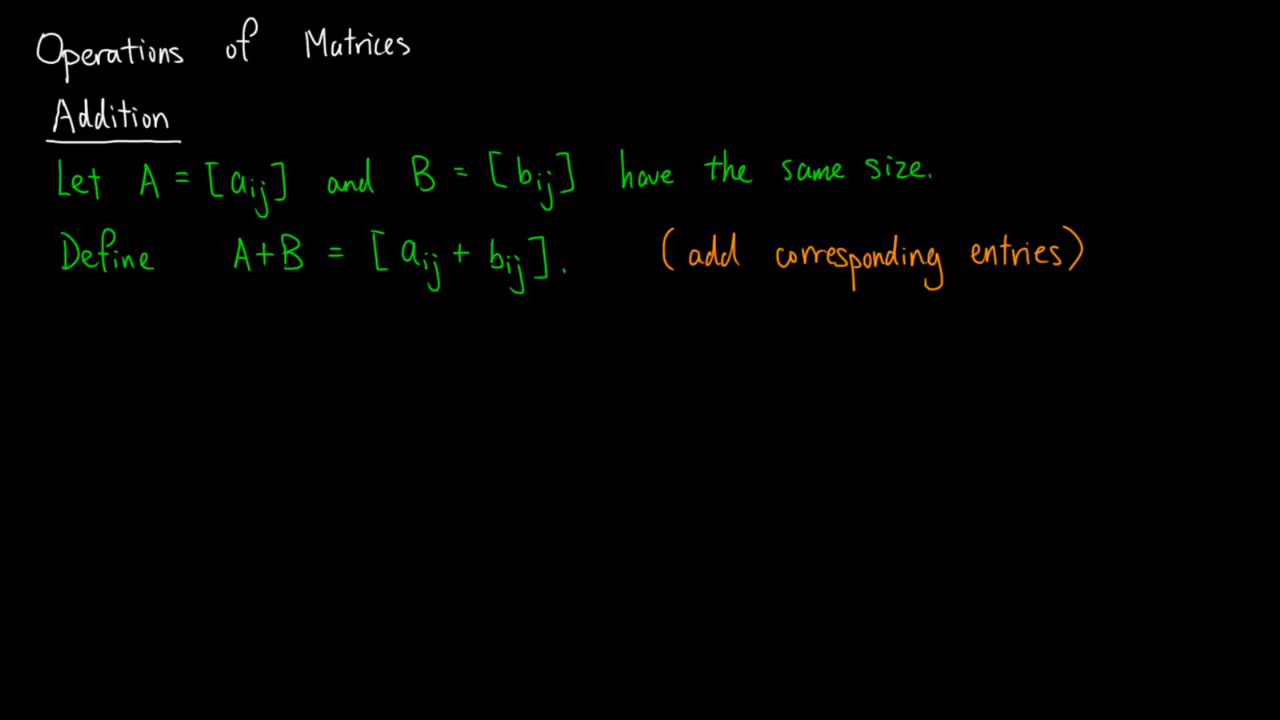 Operations of Matrices
Addition
Let A = [aᵢⱼ] and B = [bᵢⱼ] have the same size.
Define A+B = [aᵢⱼ + bᵢⱼ]. (add corresponding entries)